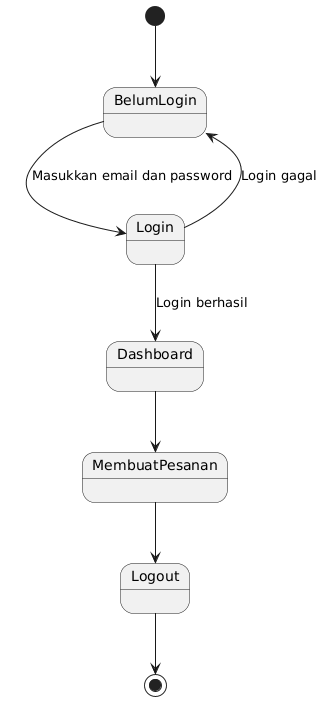 BelumLogin
Masukkan email dan password
Login gagal
Login
Login berhasil
Dashboard
MembuatPesanan
Logout